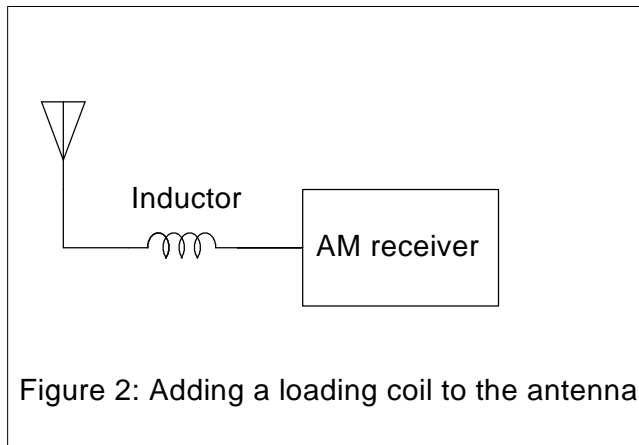 Inductor
AM receiver
Figure 2: Adding a loading coil to the antenna